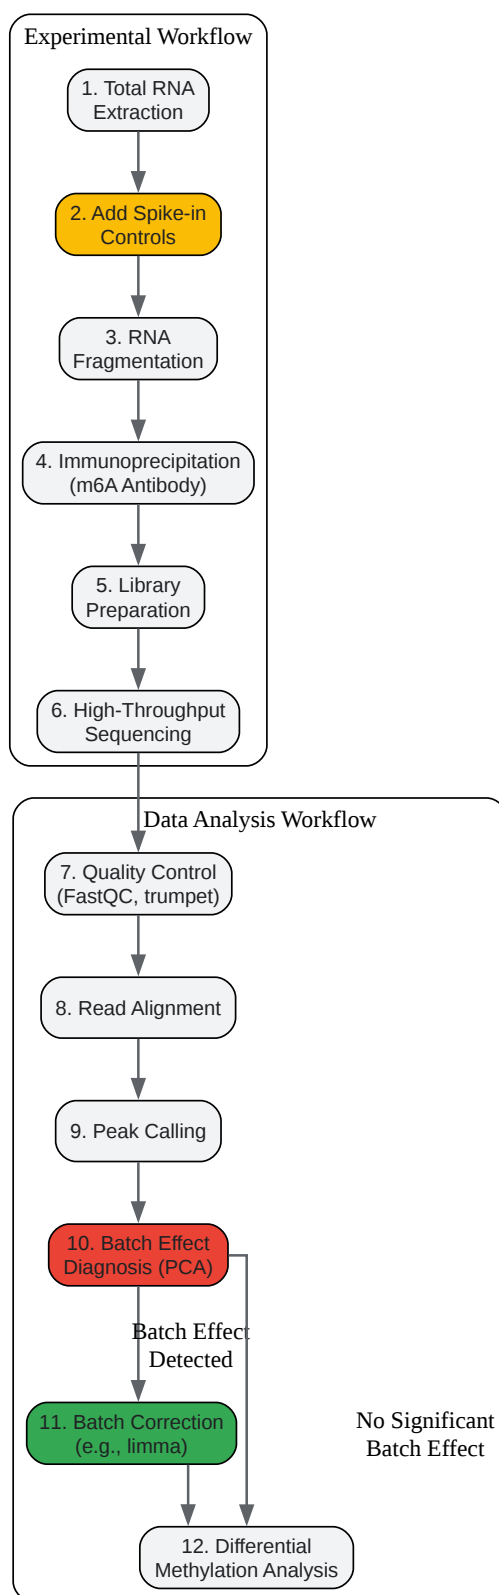 Experimental Workflow
1. Total RNA
Extraction
2. Add Spike-in
Controls
3. RNA
Fragmentation
4. Immunoprecipitation
(m6A Antibody)
5. Library
Preparation
6. High-Throughput
Sequencing
Data Analysis Workflow
7. Quality Control
(FastQC, trumpet)
8. Read Alignment
9. Peak Calling
10. Batch Effect
Diagnosis (PCA)
Batch Effect
Detected
11. Batch Correction
(e.g., limma)
No Significant
Batch Effect
12. Differential
Methylation Analysis